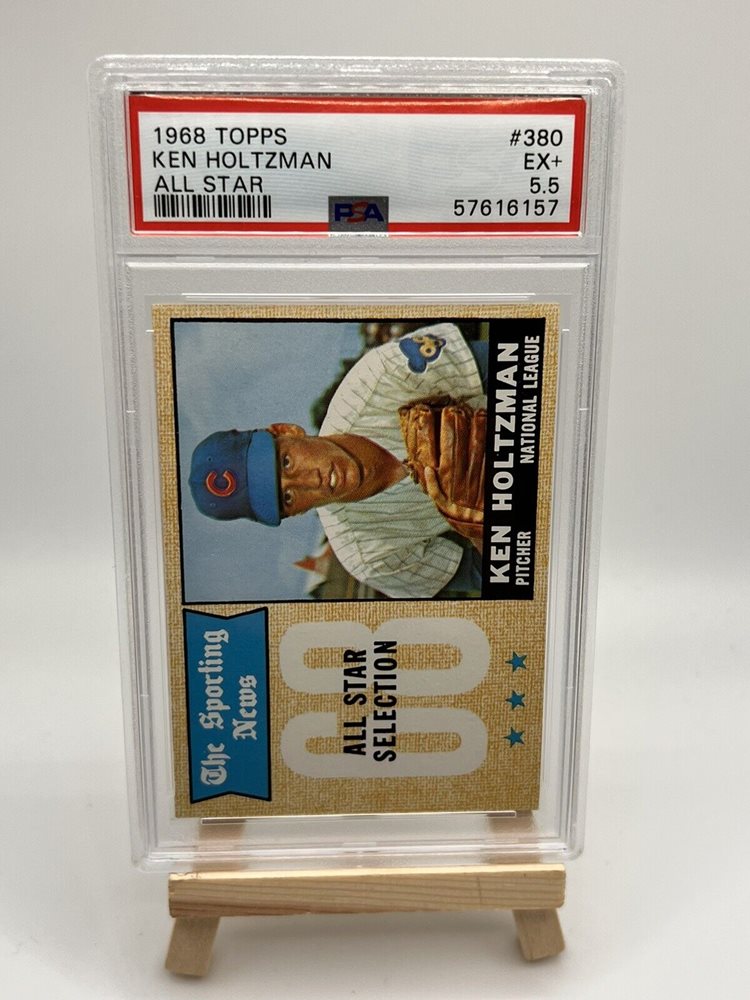 1968 TOPPS #380
KEN HOLTZMAN EX+
ALL STAR 5.5
PSA 57616157
C
KEN HOLTZMAN
PITCHER NATIONAL LEAGUE
The Sporting
News
68
ALL STAR
SELECTION